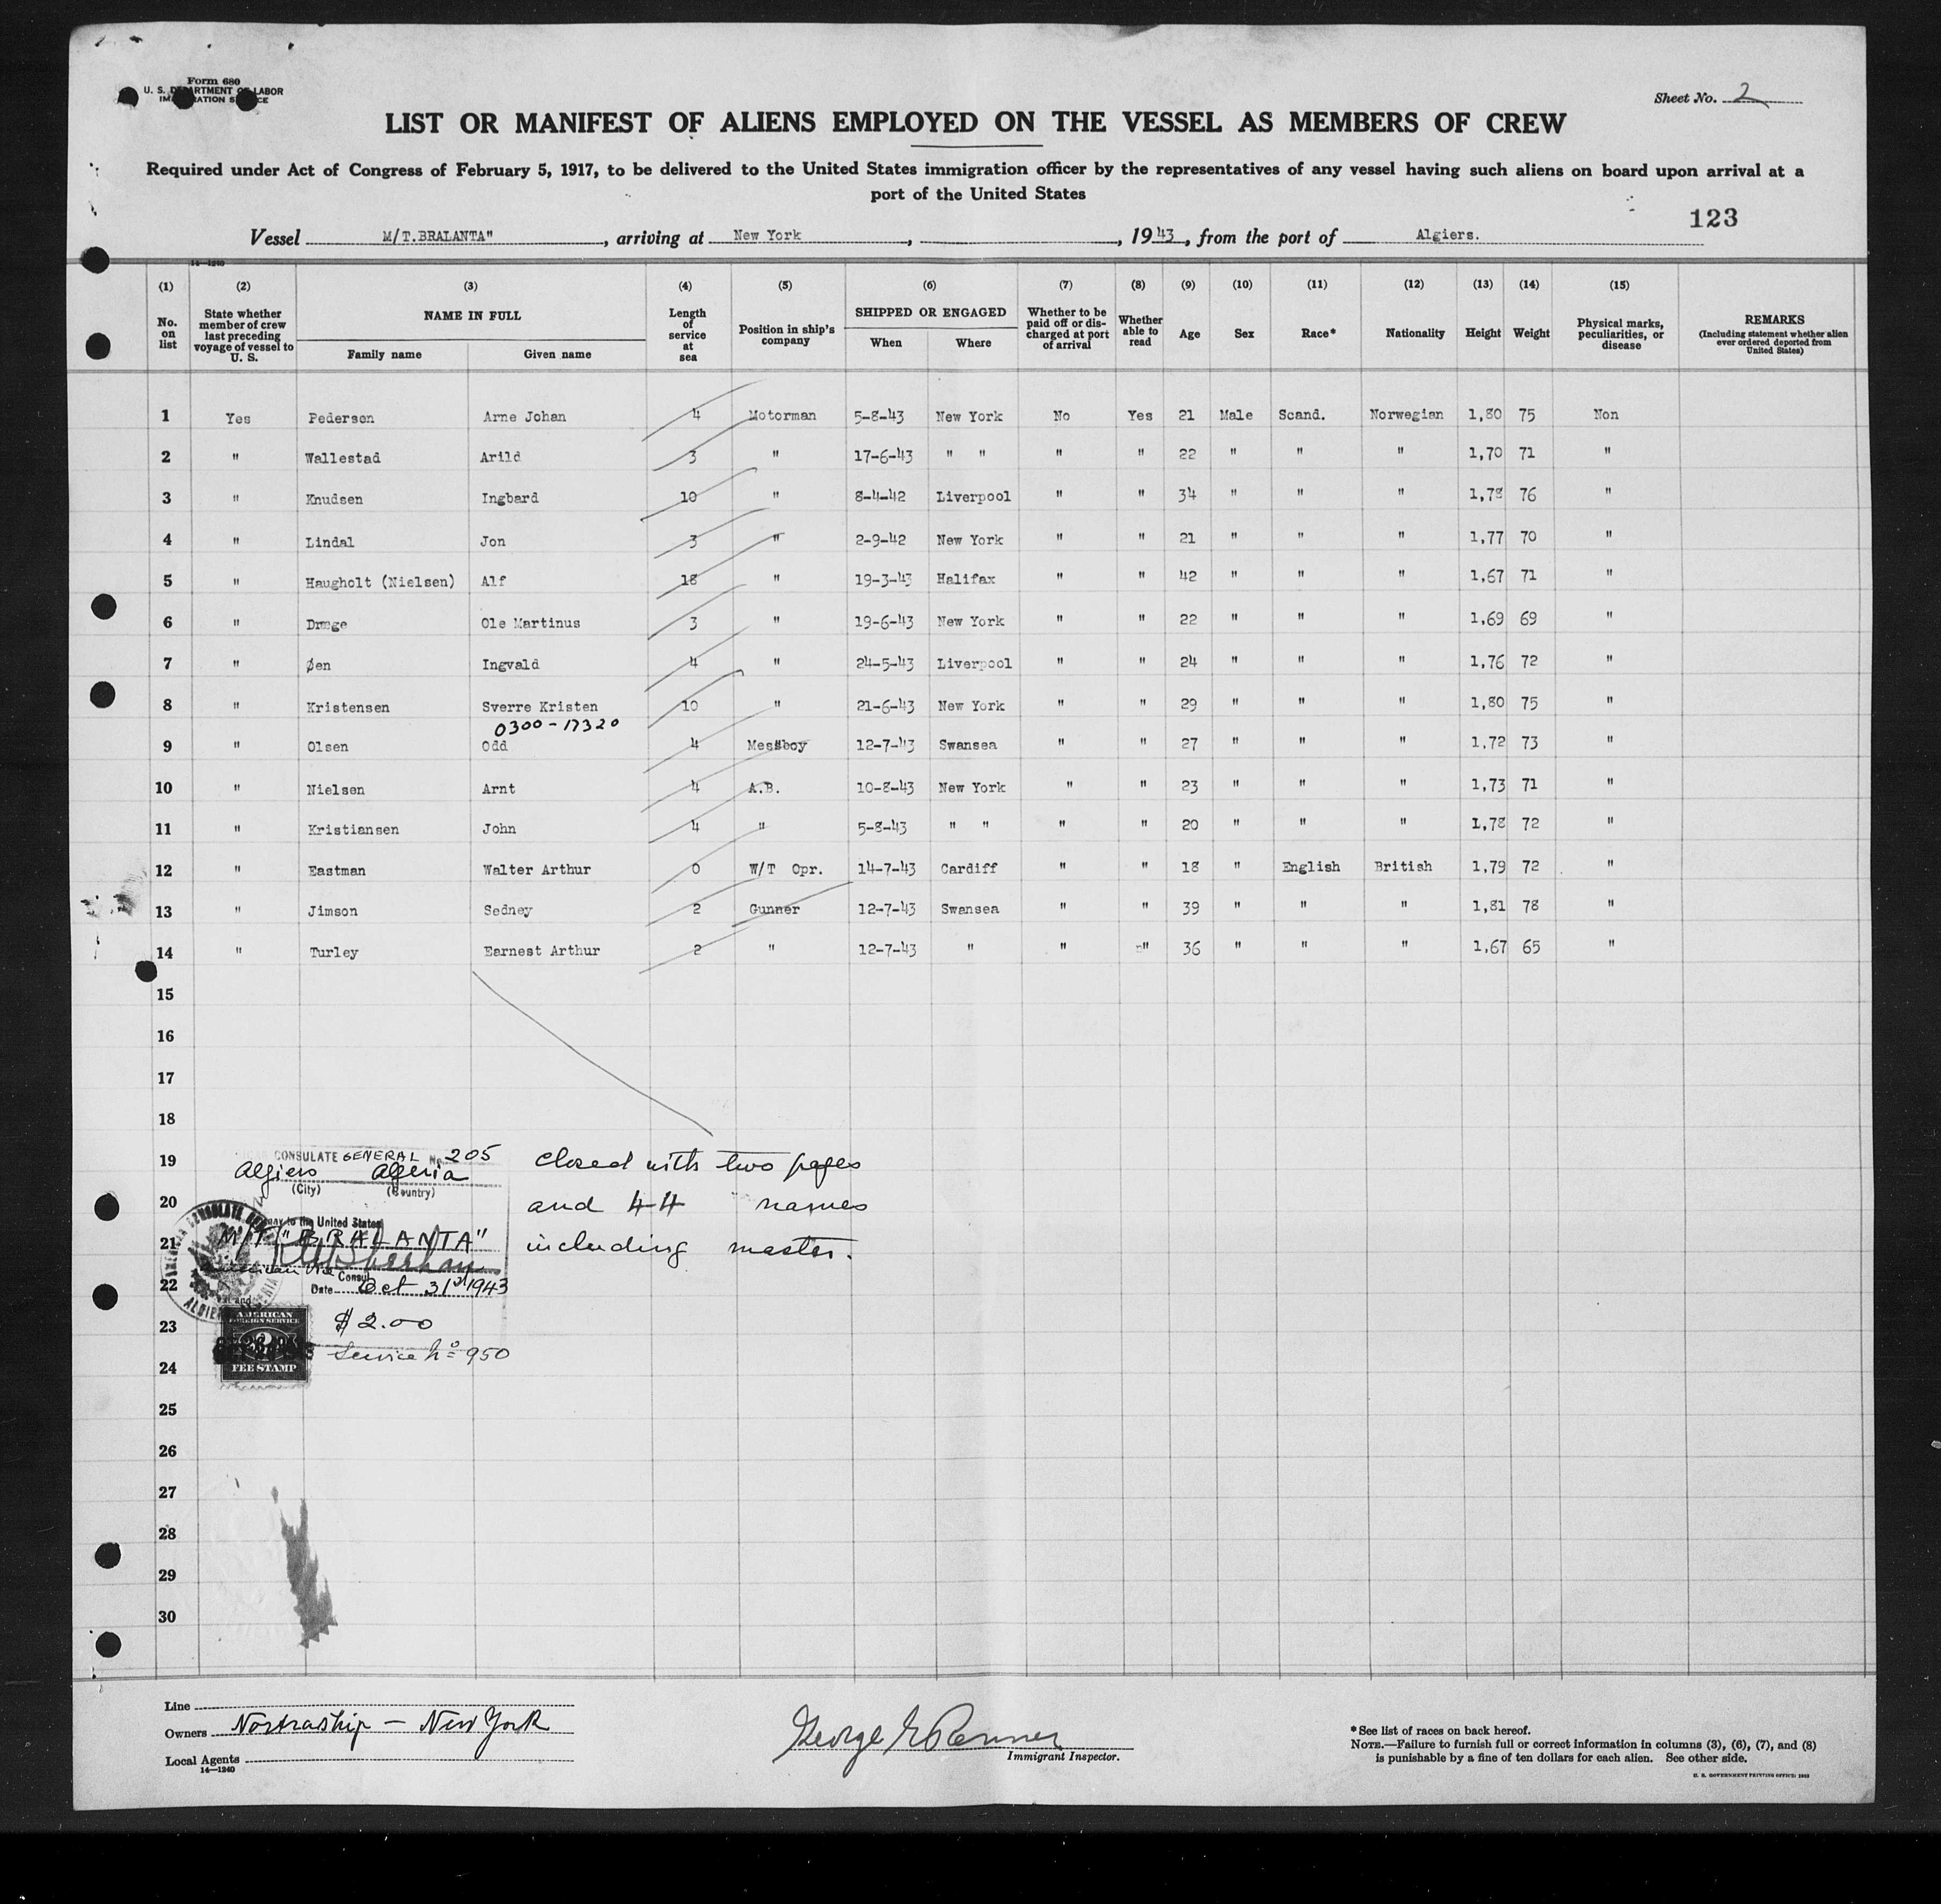 Form 680
U. S. DEPARTMENT OF LABOR
IMMIGRATION SERVICE
Sheet No. 2
LIST OR MANIFEST OF ALIENS EMPLOYED ON THE VESSEL AS MEMBERS OF CREW
Required under Act of Congress of February 5, 1917, to be delivered to the United States immigration officer by the representatives of any vessel having such aliens on board upon arrival at a
port of the United States
123
Vessel M/T.BRALANTA", arriving at New York, , 1943, from the port of Algiers.
14—1240
(1) (2) (3) (4) (5) (6) (7) (8) (9) (10) (11) (12) (13) (14) (15)
No. on list State whether member of crew last preceding voyage of vessel to U. S. NAME IN FULL Family name Given name Length of service at sea Position in ship's company SHIPPED OR ENGAGED When Where Whether to be paid off or discharged at port of arrival Whether able to read Age Sex Race* Nationality Height Weight Physical marks, peculiarities, or disease REMARKS (Including statement whether alien ever ordered deported from United States)
1 Yes Pedersen Arne Johan 4 Motorman 5-8-43 New York No Yes 21 Male Scand. Norwegian 1,80 75 Non
2 " Wallestad Arild 3 " 17-6-43 " " " " 22 " " " 1,70 71 "
3 " Knudsen Ingbard 10 " 8-4-42 Liverpool " " 34 " " " 1,78 76 "
4 " Lindal Jon 3 " 2-9-42 New York " " 21 " " " 1,77 70 "
5 " Haugholt (Nielsen) Alf 18 " 19-3-43 Halifax " " 42 " " " 1,67 71 "
6 " Drage Ole Martinus 3 " 19-6-43 New York " " 22 " " " 1,69 69 "
7 " Øen Ingvald 4 " 24-5-43 Liverpool " " 24 " " " 1,76 72 "
8 " Kristensen Sverre Kristen 10 " 21-6-43 New York " " 29 " " " 1,80 75 "
0300-17320
9 " Olsen Odd 4 Messboy 12-7-43 Swansea " " 27 " " " 1,72 73 "
10 " Nielsen Arnt 4 A.B. 10-8-43 New York " " 23 " " " 1,73 71 "
11 " Kristiansen John 4 " 5-8-43 " " " " 20 " " " 1,78 72 "
12 " Eastman Walter Arthur 0 W/T Opr. 14-7-43 Cardiff " " 18 " English British 1,79 72 "
13 " Jimson Sedney 2 Gunner 12-7-43 Swansea " " 39 " " " 1,81 78 "
14 " Turley Earnest Arthur 2 " 12-7-43 " " " 36 " " " 1,67 65 "
15
16
17
18
19 CONSULATE GENERAL No. 205 closed with two pages
Algiers Algeria
(City) (Country)
20 and 44 names
to the United States
21 M/T "BRALANTA" including master.
Consul
22 Date Oct 31st 1943
AMERICAN
FOREIGN SERVICE
23 $ 2.00
Service No 950
24 FEE STAMP
25
26
27
28
29
30
Line
Owners Nortraship - New York
Local Agents
14—1240
George E Renner
Immigrant Inspector.
* See list of races on back hereof.
NOTE.—Failure to furnish full or correct information in columns (3), (6), (7), and (8)
is punishable by a fine of ten dollars for each alien. See other side.